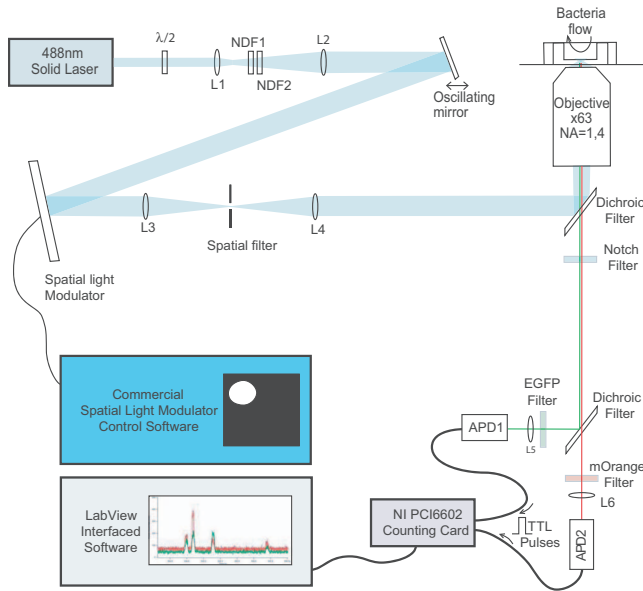 488nm
Solid Laser
λ/2
L1
NDF1
NDF2
L2
Oscillating
mirror
Bacteria
flow
Objective
x63
NA=1,4
Dichroic
Filter
Notch
Filter
L3
Spatial filter
L4
Spatial light
Modulator
Commercial
Spatial Light Modulator
Control Software
EGFP
Filter
Dichroic
Filter
APD1
L5
mOrange
Filter
L6
APD2
TTL
Pulses
NI PCI6602
Counting Card
LabView
Interfaced
Software